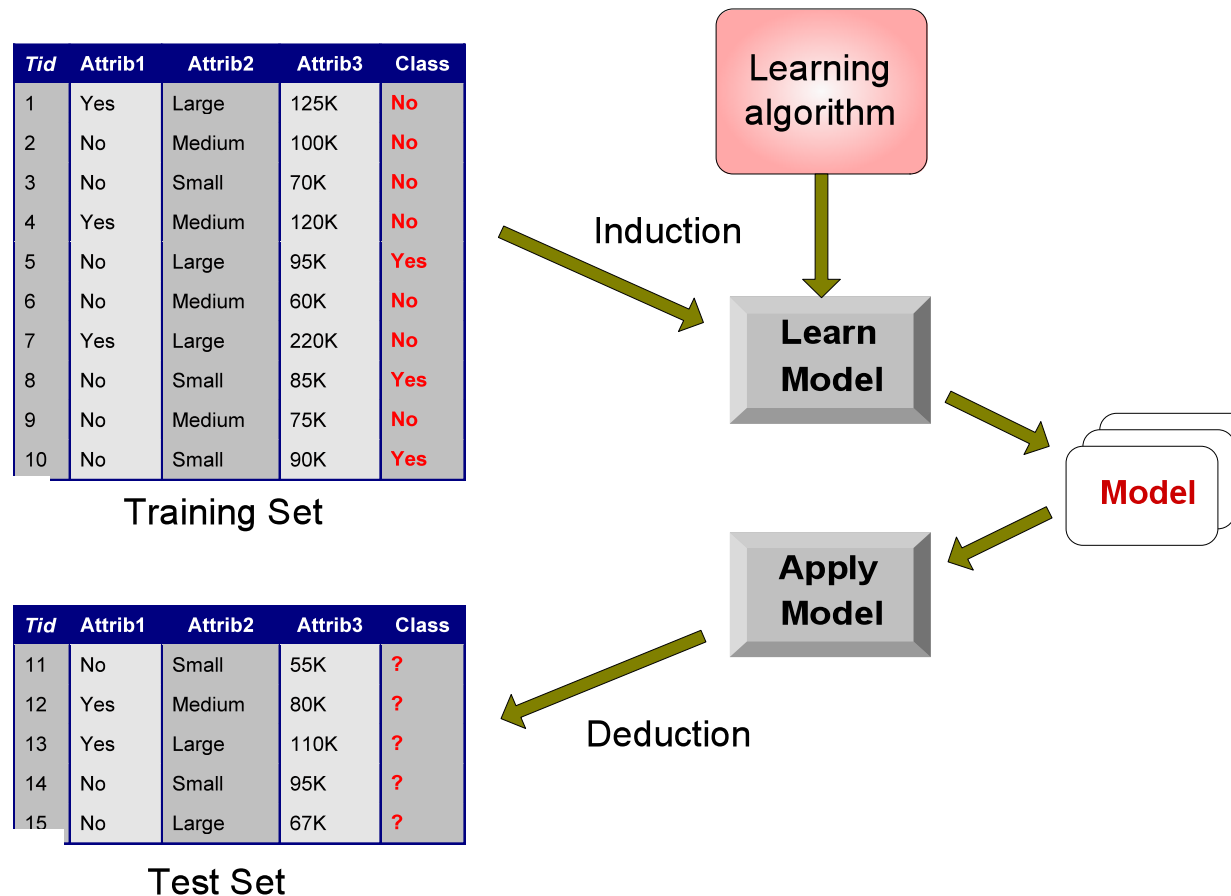 Tid Attrib1 Attrib2 Attrib3 Class
1 Yes Large 125K No
2 No Medium 100K No
3 No Small 70K No
4 Yes Medium 120K No
5 No Large 95K Yes
6 No Medium 60K No
7 Yes Large 220K No
8 No Small 85K Yes
9 No Medium 75K No
10 No Small 90K Yes
Training Set
Learning
algorithm
Induction
Learn
Model
Model
Apply
Model
Deduction
Tid Attrib1 Attrib2 Attrib3 Class
11 No Small 55K ?
12 Yes Medium 80K ?
13 Yes Large 110K ?
14 No Small 95K ?
15 No Large 67K ?
Test Set